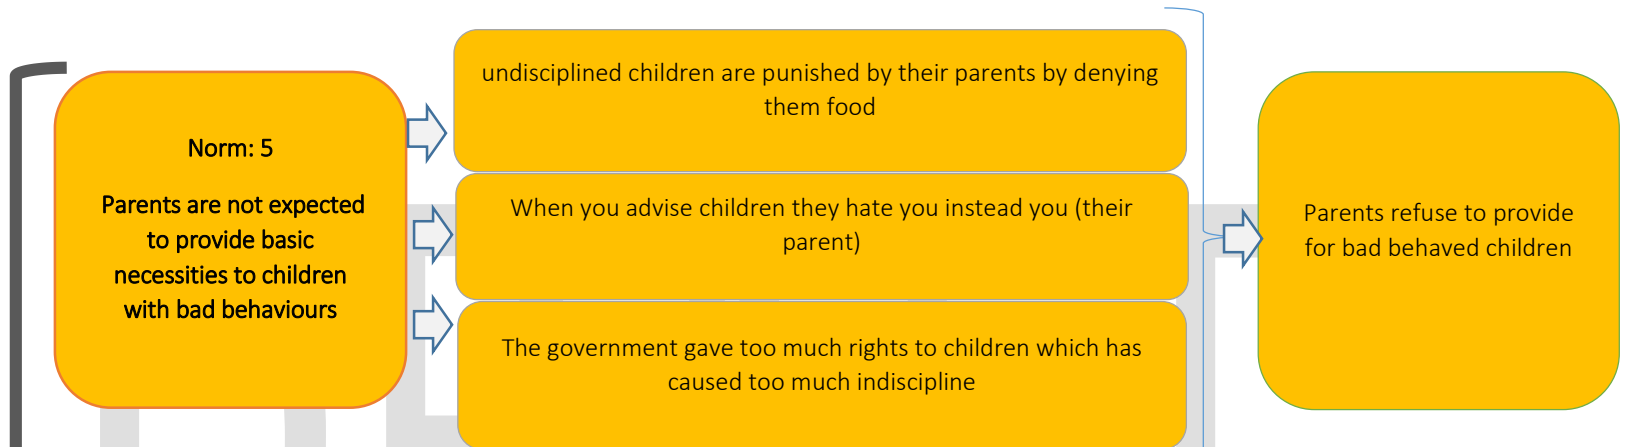 Norm: 5
Parents are not expected
to provide basic
necessities to children
with bad behaviours
undisciplined children are punished by their parents by denying
them food
When you advise children they hate you instead you (their
parent)
The government gave too much rights to children which has
caused too much indiscipline
Parents refuse to provide
for bad behaved children